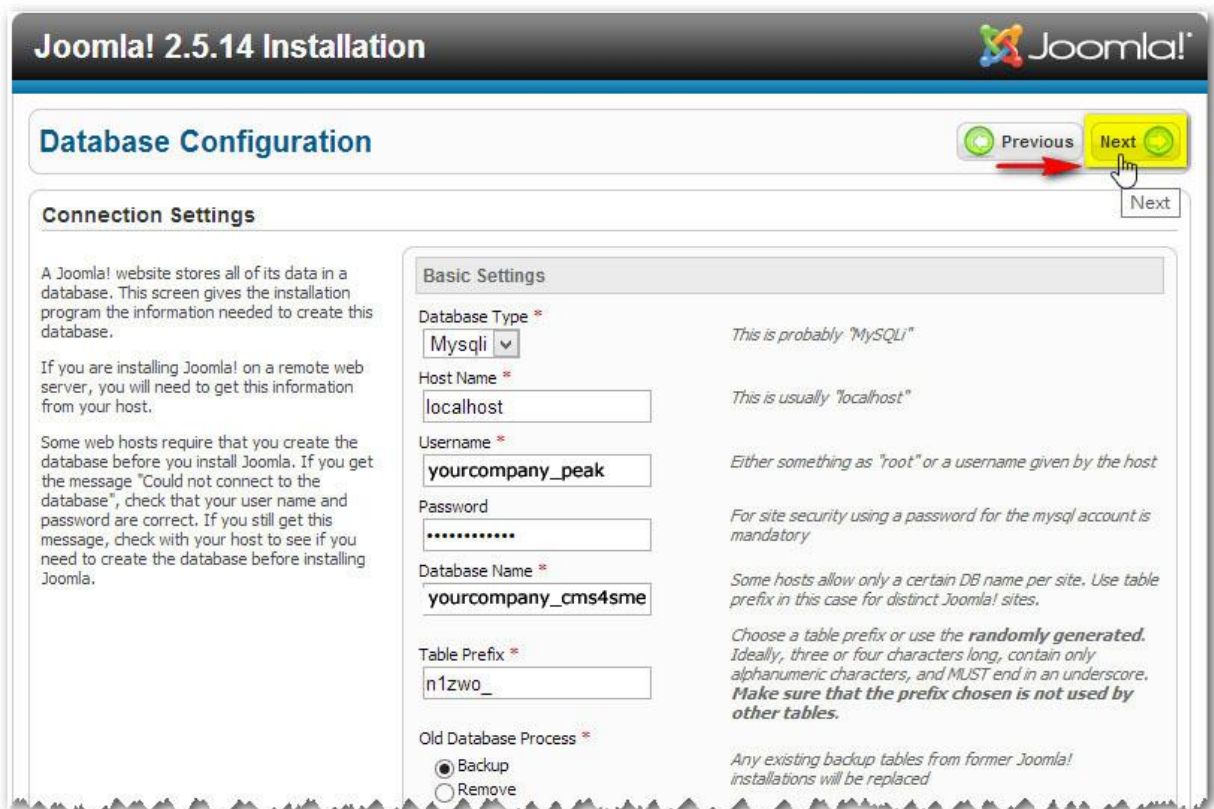 Joomla! 2.5.14 Installation
Joomla!
Database Configuration
Previous
Next
Next
Connection Settings
A Joomla! website stores all of its data in a
database. This screen gives the installation
program the information needed to create this
database.
If you are installing Joomla! on a remote web
server, you will need to get this information
from your host.
Some web hosts require that you create the
database before you install Joomla. If you get
the message "Could not connect to the
database", check that your user name and
password are correct. If you still get this
message, check with your host to see if you
need to create the database before installing
Joomla.
Basic Settings
Database Type *
Mysqli
This is probably "MySQLi"
Host Name *
localhost
This is usually "localhost"
Username *
yourcompany_peak
Either something as "root" or a username given by the host
Password
••••••••••••
For site security using a password for the mysql account is
mandatory
Database Name *
yourcompany_cms4sme
Some hosts allow only a certain DB name per site. Use table
prefix in this case for distinct Joomla! sites.
Table Prefix *
n1zwo_
Choose a table prefix or use the randomly generated.
Ideally, three or four characters long, contain only
alphanumeric characters, and MUST end in an underscore.
Make sure that the prefix chosen is not used by
other tables.
Old Database Process *
Backup
Remove
Any existing backup tables from former Joomla!
installations will be replaced